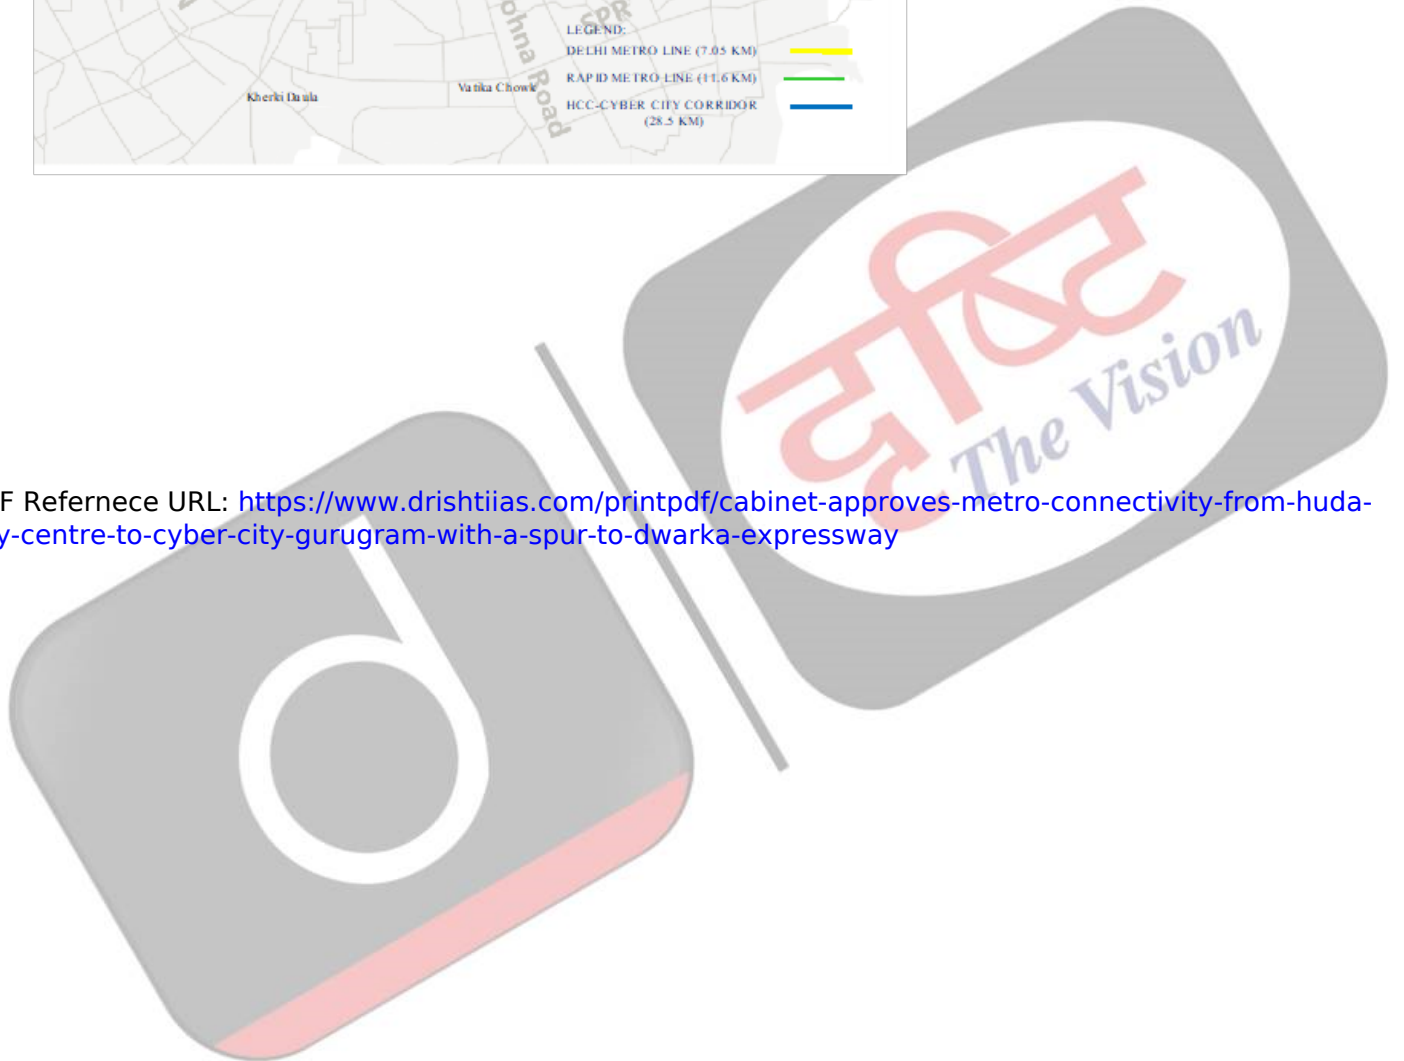 SPR
ohna Road
LEGEND:
DELHI METRO LINE (7.05 KM)
RAPID METRO LINE (11.6 KM)
HCC-CYBER CITY CORRIDOR
(28.5 KM)
Vatika Chowk
Kherki Daula
दृष्टि
The Vision
F Refernece URL: https://www.drishtiias.com/printpdf/cabinet-approves-metro-connectivity-from-huda-
y-centre-to-cyber-city-gurugram-with-a-spur-to-dwarka-expressway
d